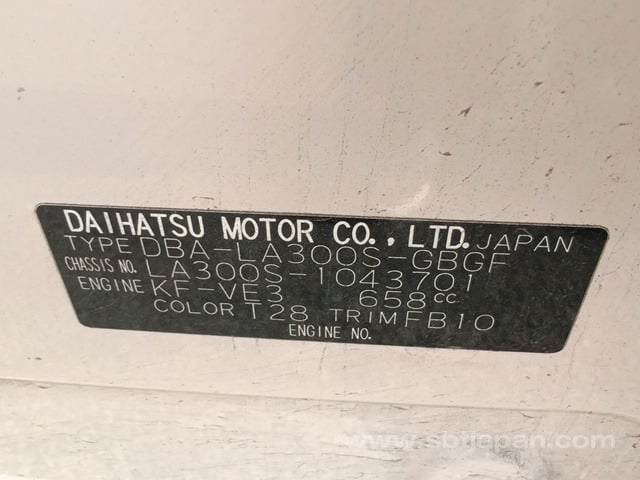 DAIHATSU MOTOR CO., LTD. JAPAN
TYPE DBA-LA300S-GBGF
CHASSIS NO. LA300S-1043701
ENGINE KF-VE3 658cc
COLOR T28 TRIM FB10
ENGINE NO.
www.sbtjapan.com